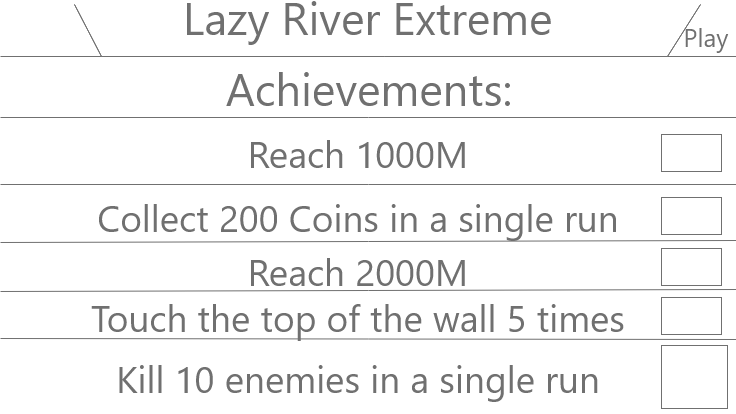 Lazy River Extreme
Play
Achievements:
Reach 1000M
Collect 200 Coins in a single run
Reach 2000M
Touch the top of the wall 5 times
Kill 10 enemies in a single run